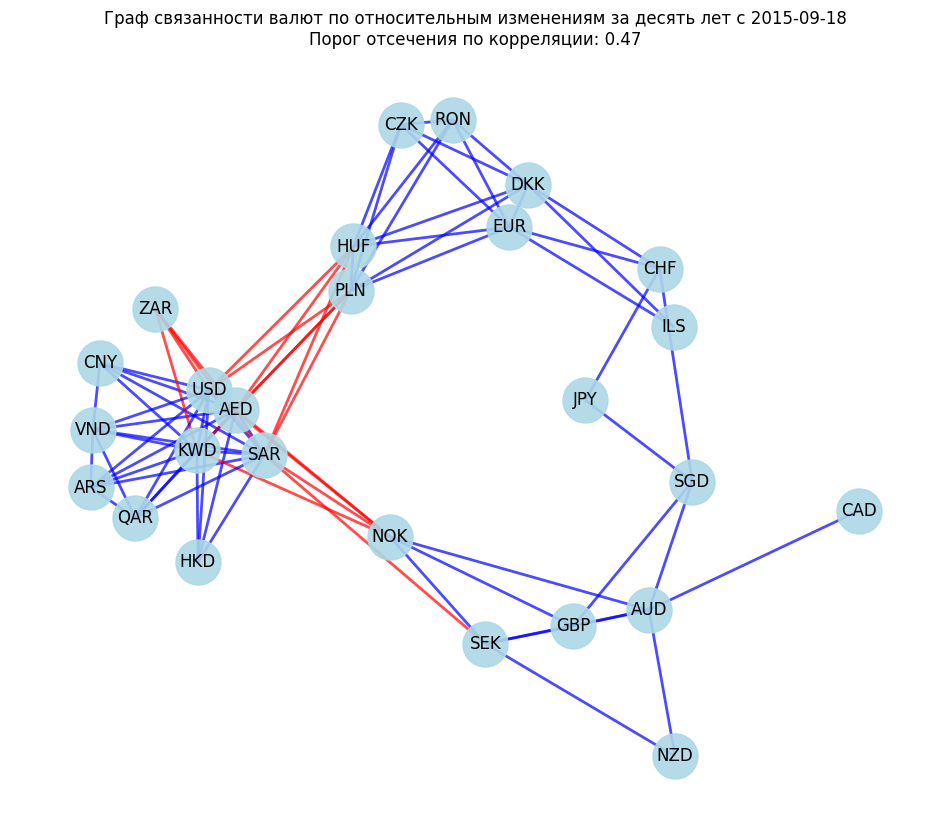 Граф связанности валют по относительным изменениям за десять лет с 2015-09-18
Порог отсечения по корреляции: 0.47
CZK
RON
DKK
EUR
HUF
CHF
PLN
ZAR
ILS
CNY
USD
JPY
AED
VND
KWD
SAR
SGD
ARS
CAD
QAR
NOK
HKD
AUD
GBP
SEK
NZD